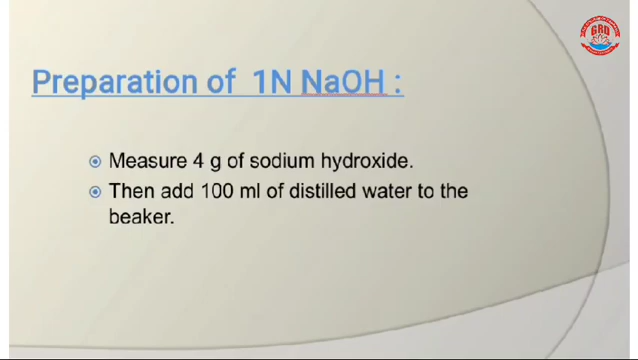 GRD
Preparation of 1N NaOH :
Measure 4 g of sodium hydroxide.
Then add 100 ml of distilled water to the
beaker.